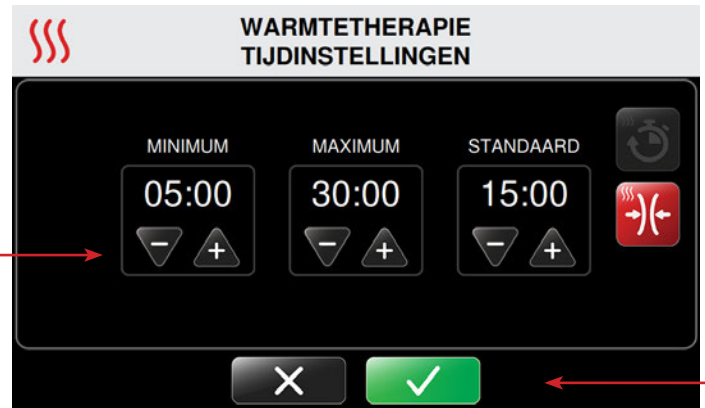 WARMTETHERAPIE
TIJDINSTELLINGEN
MINIMUM MAXIMUM STANDAARD
05:00 30:00 15:00
− + − + − +